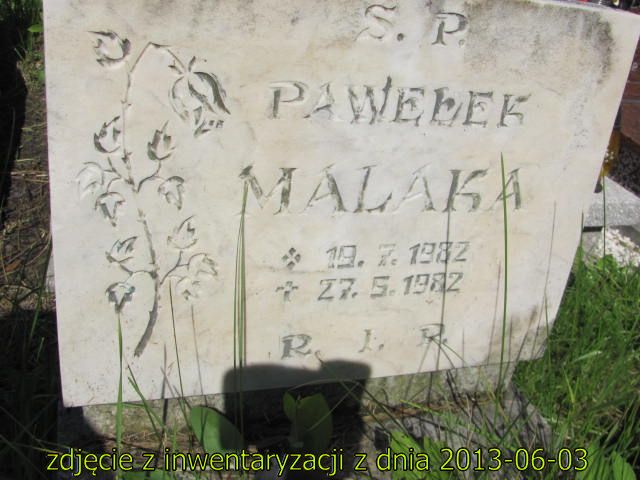 S. P.
PAWEŁEK
MALAKA
19. 7. 1982
† 27. 5. 1982
R. I. R.
zdjęcie z inwentaryzacji z dnia 2013-06-03